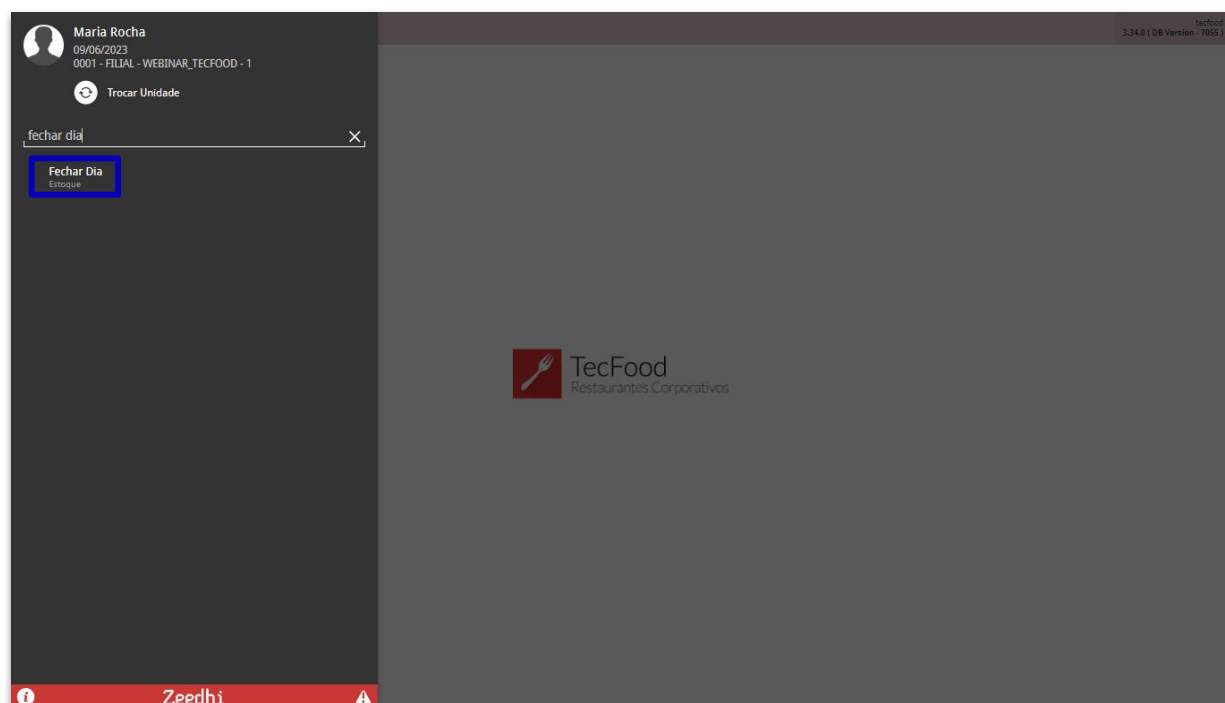 Maria Rocha
09/06/2023
0001 - FILIAL - WEBINAR_TECFOOD - 1
Trocar Unidade
fechar dia
Fechar Dia
Estoque
tecfood
3.34.0 ( DB Version - 7055 )
TecFood
Restaurantes Corporativos
Zeedhi